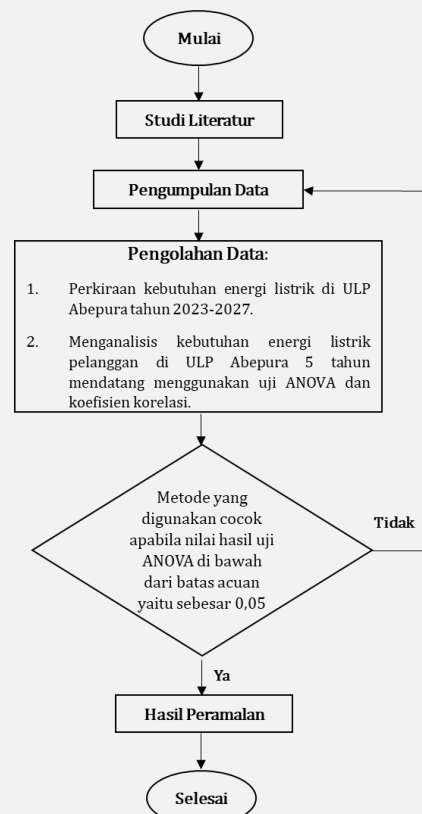 Mulai
Studi Literatur
Pengumpulan Data
Pengolahan Data:
1. Perkiraan kebutuhan energi listrik di ULP
Abepura tahun 2023-2027.
2. Menganalisis kebutuhan energi listrik
pelanggan di ULP Abepura 5 tahun
mendatang menggunakan uji ANOVA dan
koefisien korelasi.
Metode yang
digunakan cocok
apabila nilai hasil uji
ANOVA di bawah
dari batas acuan
yaitu sebesar 0,05
Tidak
Ya
Hasil Peramalan
Selesai